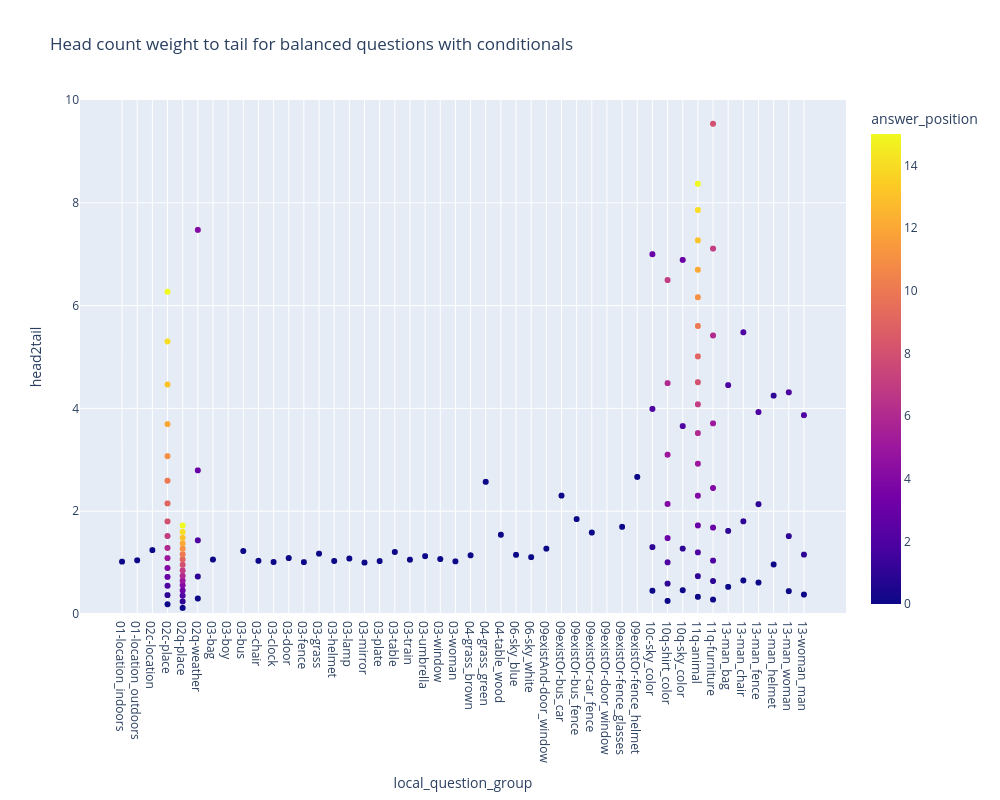 Head count weight to tail for balanced questions with conditionals
answer_position
head2tail
10
8
6
4
2
0
14
12
10
8
6
4
2
0
01-location_indoors
01-location_outdoors
02c-location
02c-place
02q-place
02q-weather
03-bag
03-boy
03-bus
03-chair
03-clock
03-door
03-fence
03-grass
03-helmet
03-lamp
03-mirror
03-plate
03-table
03-train
03-umbrella
03-window
03-woman
04-grass_brown
04-grass_green
04-table_wood
06-sky_blue
06-sky_white
09existAnd-door_window
09existOr-bus_car
09existOr-bus_fence
09existOr-car_fence
09existOr-door_window
09existOr-fence_glasses
09existOr-fence_helmet
10c-sky_color
10q-shirt_color
10q-sky_color
11q-animal
11q-furniture
13-man_bag
13-man_chair
13-man_fence
13-man_helmet
13-man_woman
13-woman_man
local_question_group